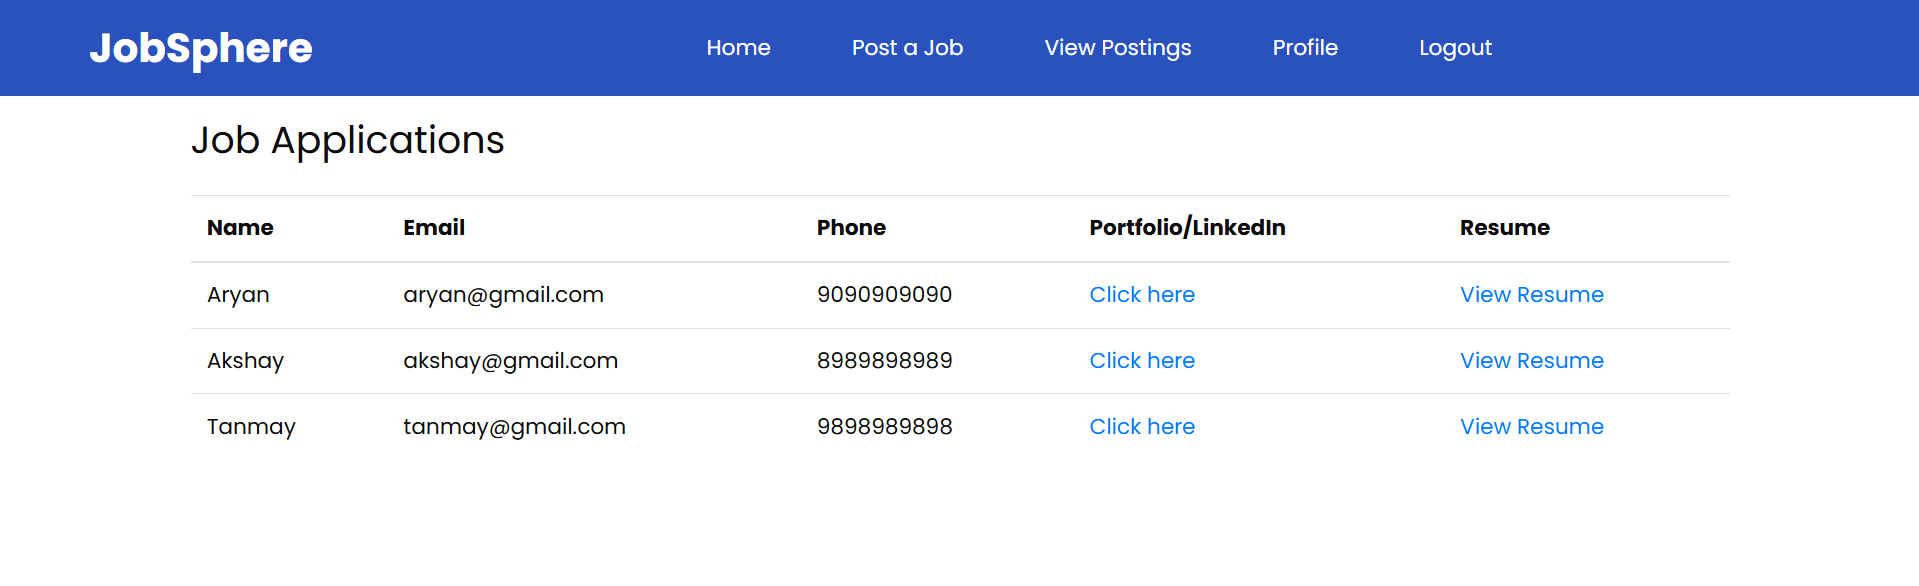 JobSphere Home Post a Job View Postings Profile Logout
Job Applications
Name Email Phone Portfolio/LinkedIn Resume
Aryan aryan@gmail.com 9090909090 Click here View Resume
Akshay akshay@gmail.com 8989898989 Click here View Resume
Tanmay tanmay@gmail.com 9898989898 Click here View Resume